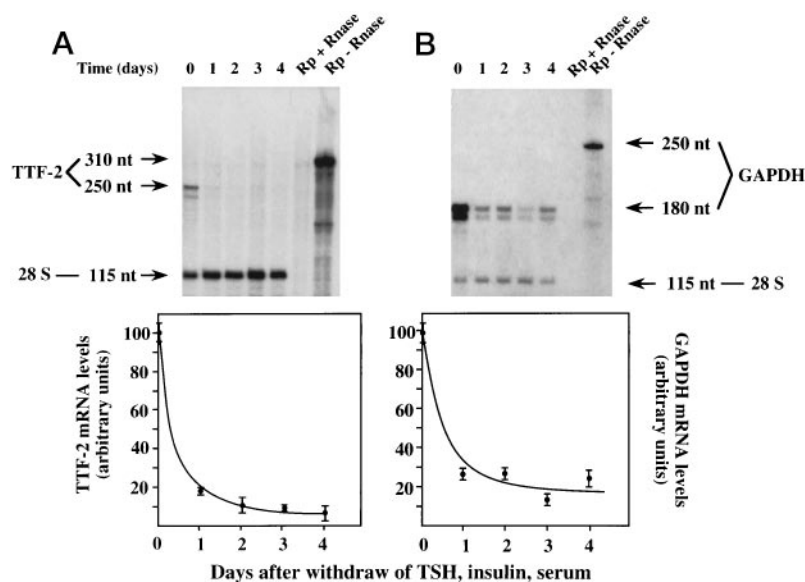 A
B
Time (days) 0 1 2 3 4 Rp + Rnase Rp - Rnase
0 1 2 3 4 Rp + Rnase Rp - Rnase
TTF-2
310 nt
250 nt
28 S — 115 nt
250 nt
GAPDH
180 nt
115 nt — 28 S
TTF-2 mRNA levels
(arbitrary units)
100
80
60
40
20
0 1 2 3 4
100
80
60
40
20
0 1 2 3 4
GAPDH mRNA levels
(arbitrary units)
Days after withdraw of TSH, insulin, serum